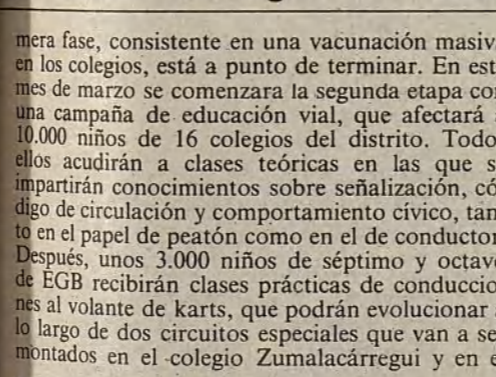 mera fase, consistente en una vacunación masiv
en los colegios, está a punto de terminar. En est
mes de marzo se comenzara la segunda etapa co
una campaña de educación vial, que afectará a
10.000 niños de 16 colegios del distrito. Todo
ellos acudirán a clases teóricas en las que s
impartirán conocimientos sobre señalización, có
digo de circulación y comportamiento cívico, tan
to en el papel de peatón como en el de conductor
Después, unos 3.000 niños de séptimo y octavo
de EGB recibirán clases prácticas de conduccio
nes al volante de karts, que podrán evolucionar a
lo largo de dos circuitos especiales que van a se
montados en el colegio Zumalacárregui y en e